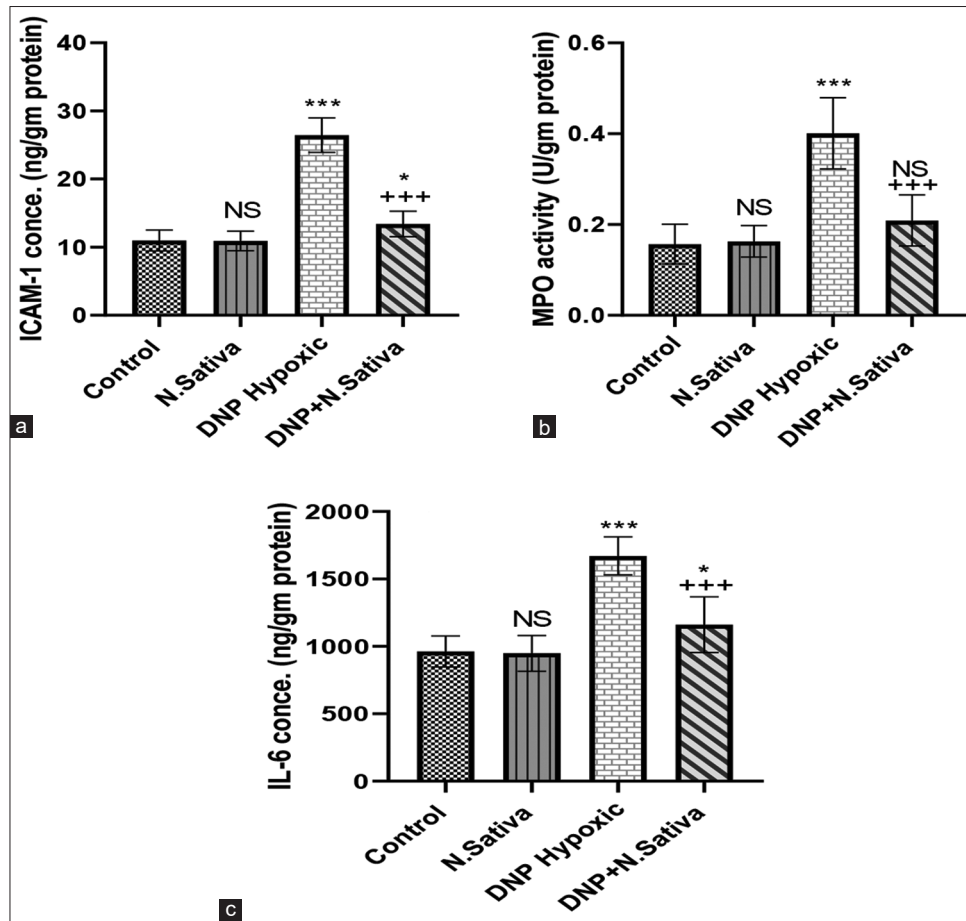 ICAM-1 conce. (ng/gm protein)
40
30
20
10
0
NS
***
*
+++
Control
N.Sativa
DNP Hypoxic
DNP+N.Sativa
a
MPO activity (U/gm protein)
0.6
0.4
0.2
0.0
NS
***
NS
+++
Control
N.Sativa
DNP Hypoxic
DNP+N.Sativa
b
IL-6 conce. (ng/gm protein)
2000
1500
1000
500
0
NS
***
*
+++
Control
N.Sativa
DNP Hypoxic
DNP+N.Sativa
c